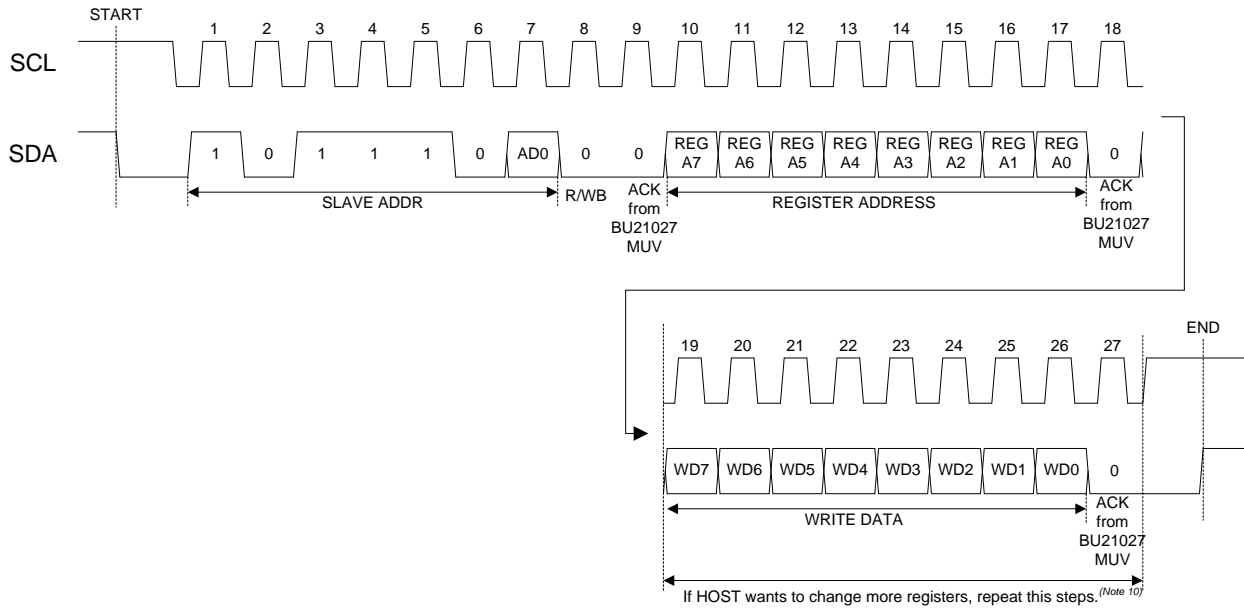 START
1 2 3 4 5 6 7 8 9 10 11 12 13 14 15 16 17 18
SCL
SDA
1 0 1 1 1 0 AD0 0 0 REG A7 REG A6 REG A5 REG A4 REG A3 REG A2 REG A1 REG A0 0
SLAVE ADDR
R/WB
ACK
from
BU21027
MUV
REGISTER ADDRESS
ACK
from
BU21027
MUV
END
19 20 21 22 23 24 25 26 27
WD7 WD6 WD5 WD4 WD3 WD2 WD1 WD0 0
WRITE DATA
ACK
from
BU21027
MUV
If HOST wants to change more registers, repeat this steps.(Note 10)